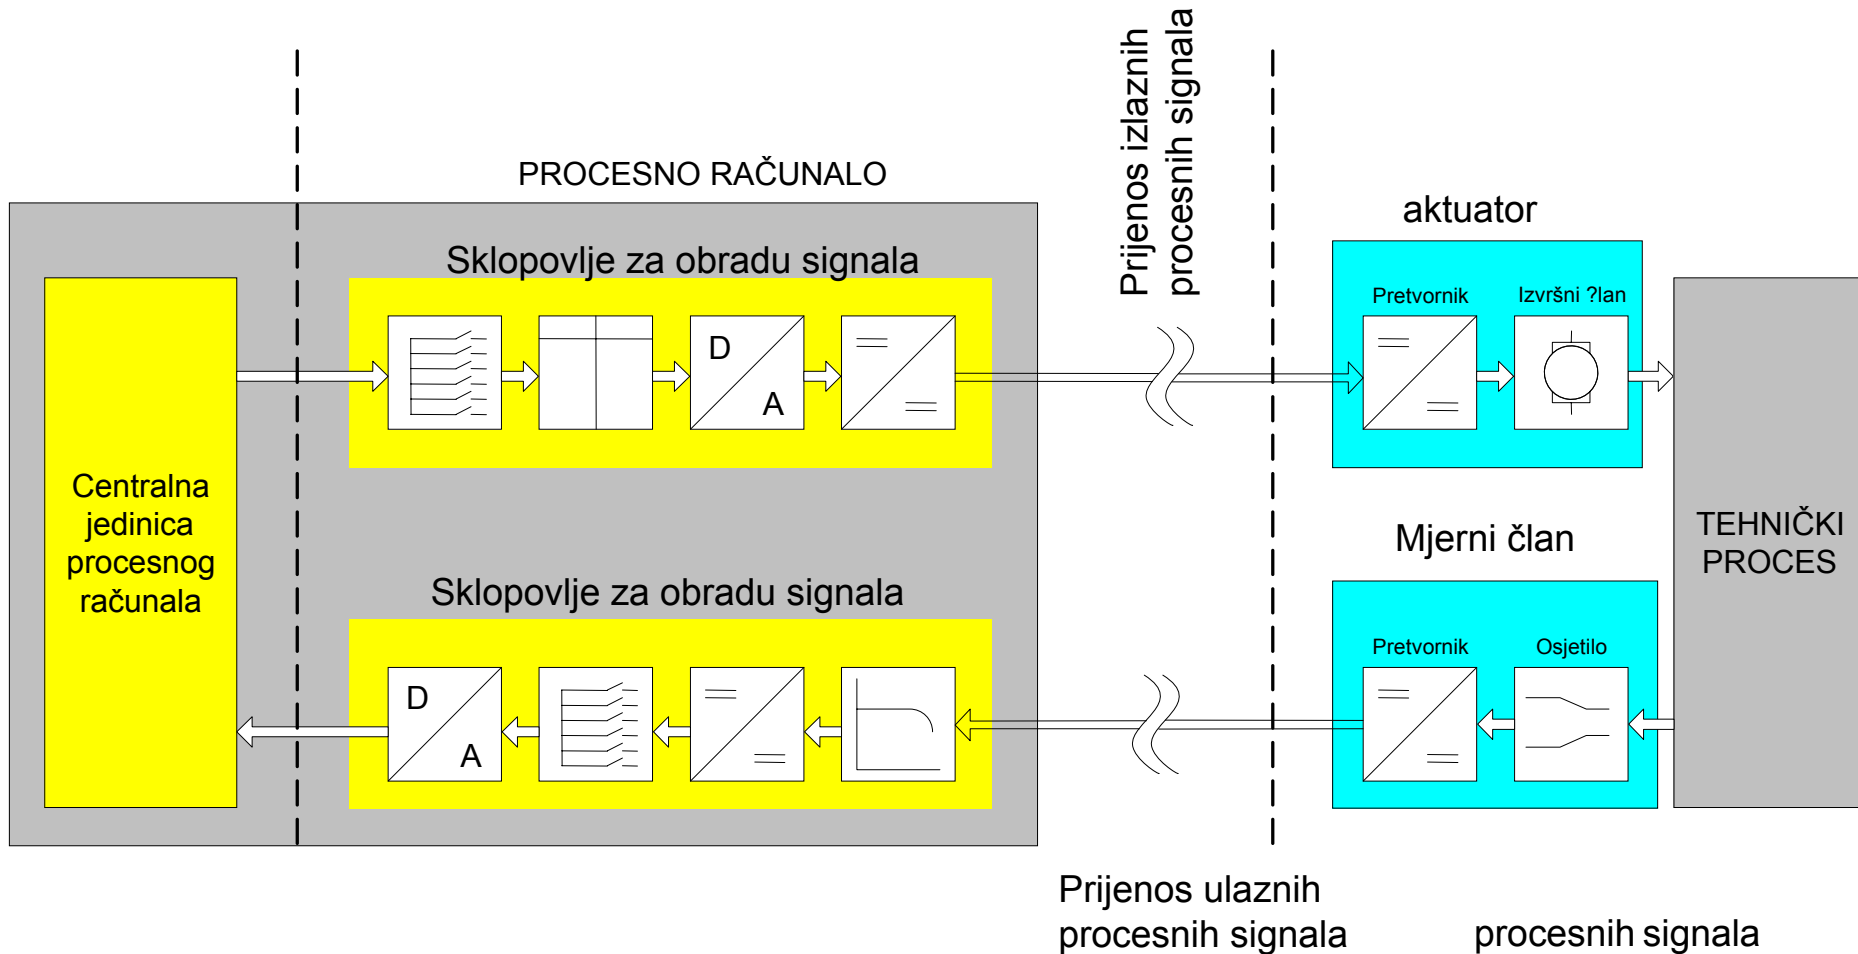 Prijenos izlaznih
procesnih signala
PROCESNO RAČUNALO
aktuator
Sklopovlje za obradu signala
Pretvornik
Izvršni ?lan
D
A
Centralna
jedinica
procesnog
računala
TEHNIČKI
PROCES
Mjerni član
Sklopovlje za obradu signala
Pretvornik
Osjetilo
D
A
Prijenos ulaznih
procesnih signala
procesnih signala